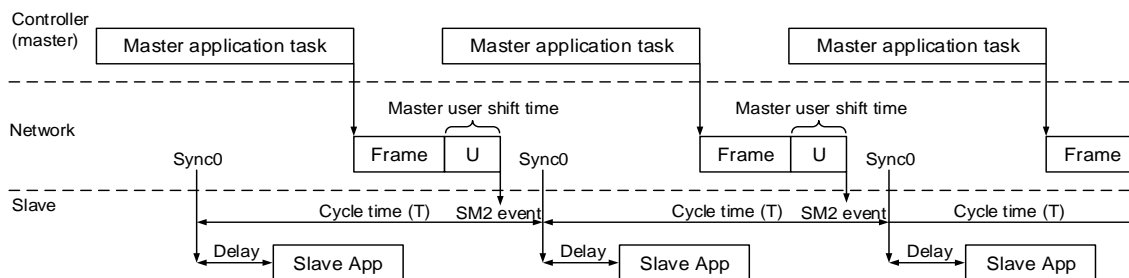 Controller
(master)
Master application task
Master application task
Master application task
Master user shift time
Master user shift time
Network
Frame
U
Frame
U
Frame
Sync0
Sync0
Sync0
Slave
Cycle time (T)
SM2 event
Cycle time (T)
SM2 event
Cycle time (T)
Delay
Slave App
Delay
Slave App
Delay
Slave App